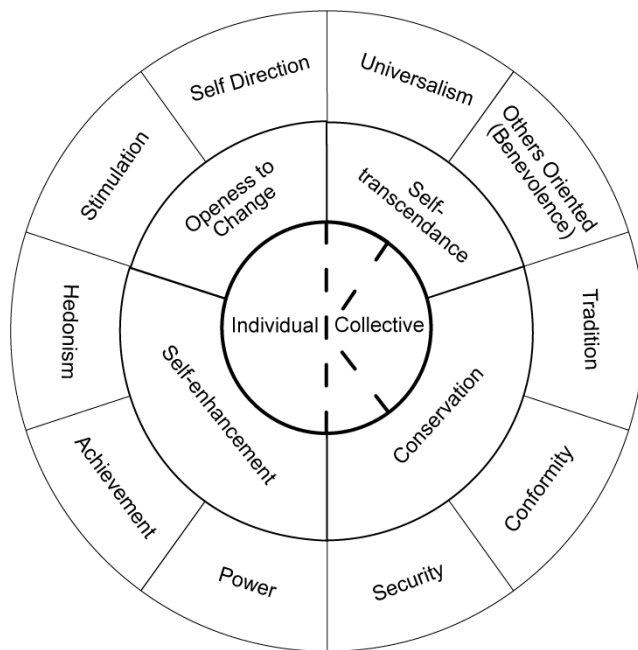 Self Direction
Universalism
Others Oriented
(Benevolence)
Stimulation
Openess to
Change
Self-
transcendance
Hedonism
Individual
Collective
Tradition
Self-enhancement
Conservation
Achievement
Conformity
Power
Security